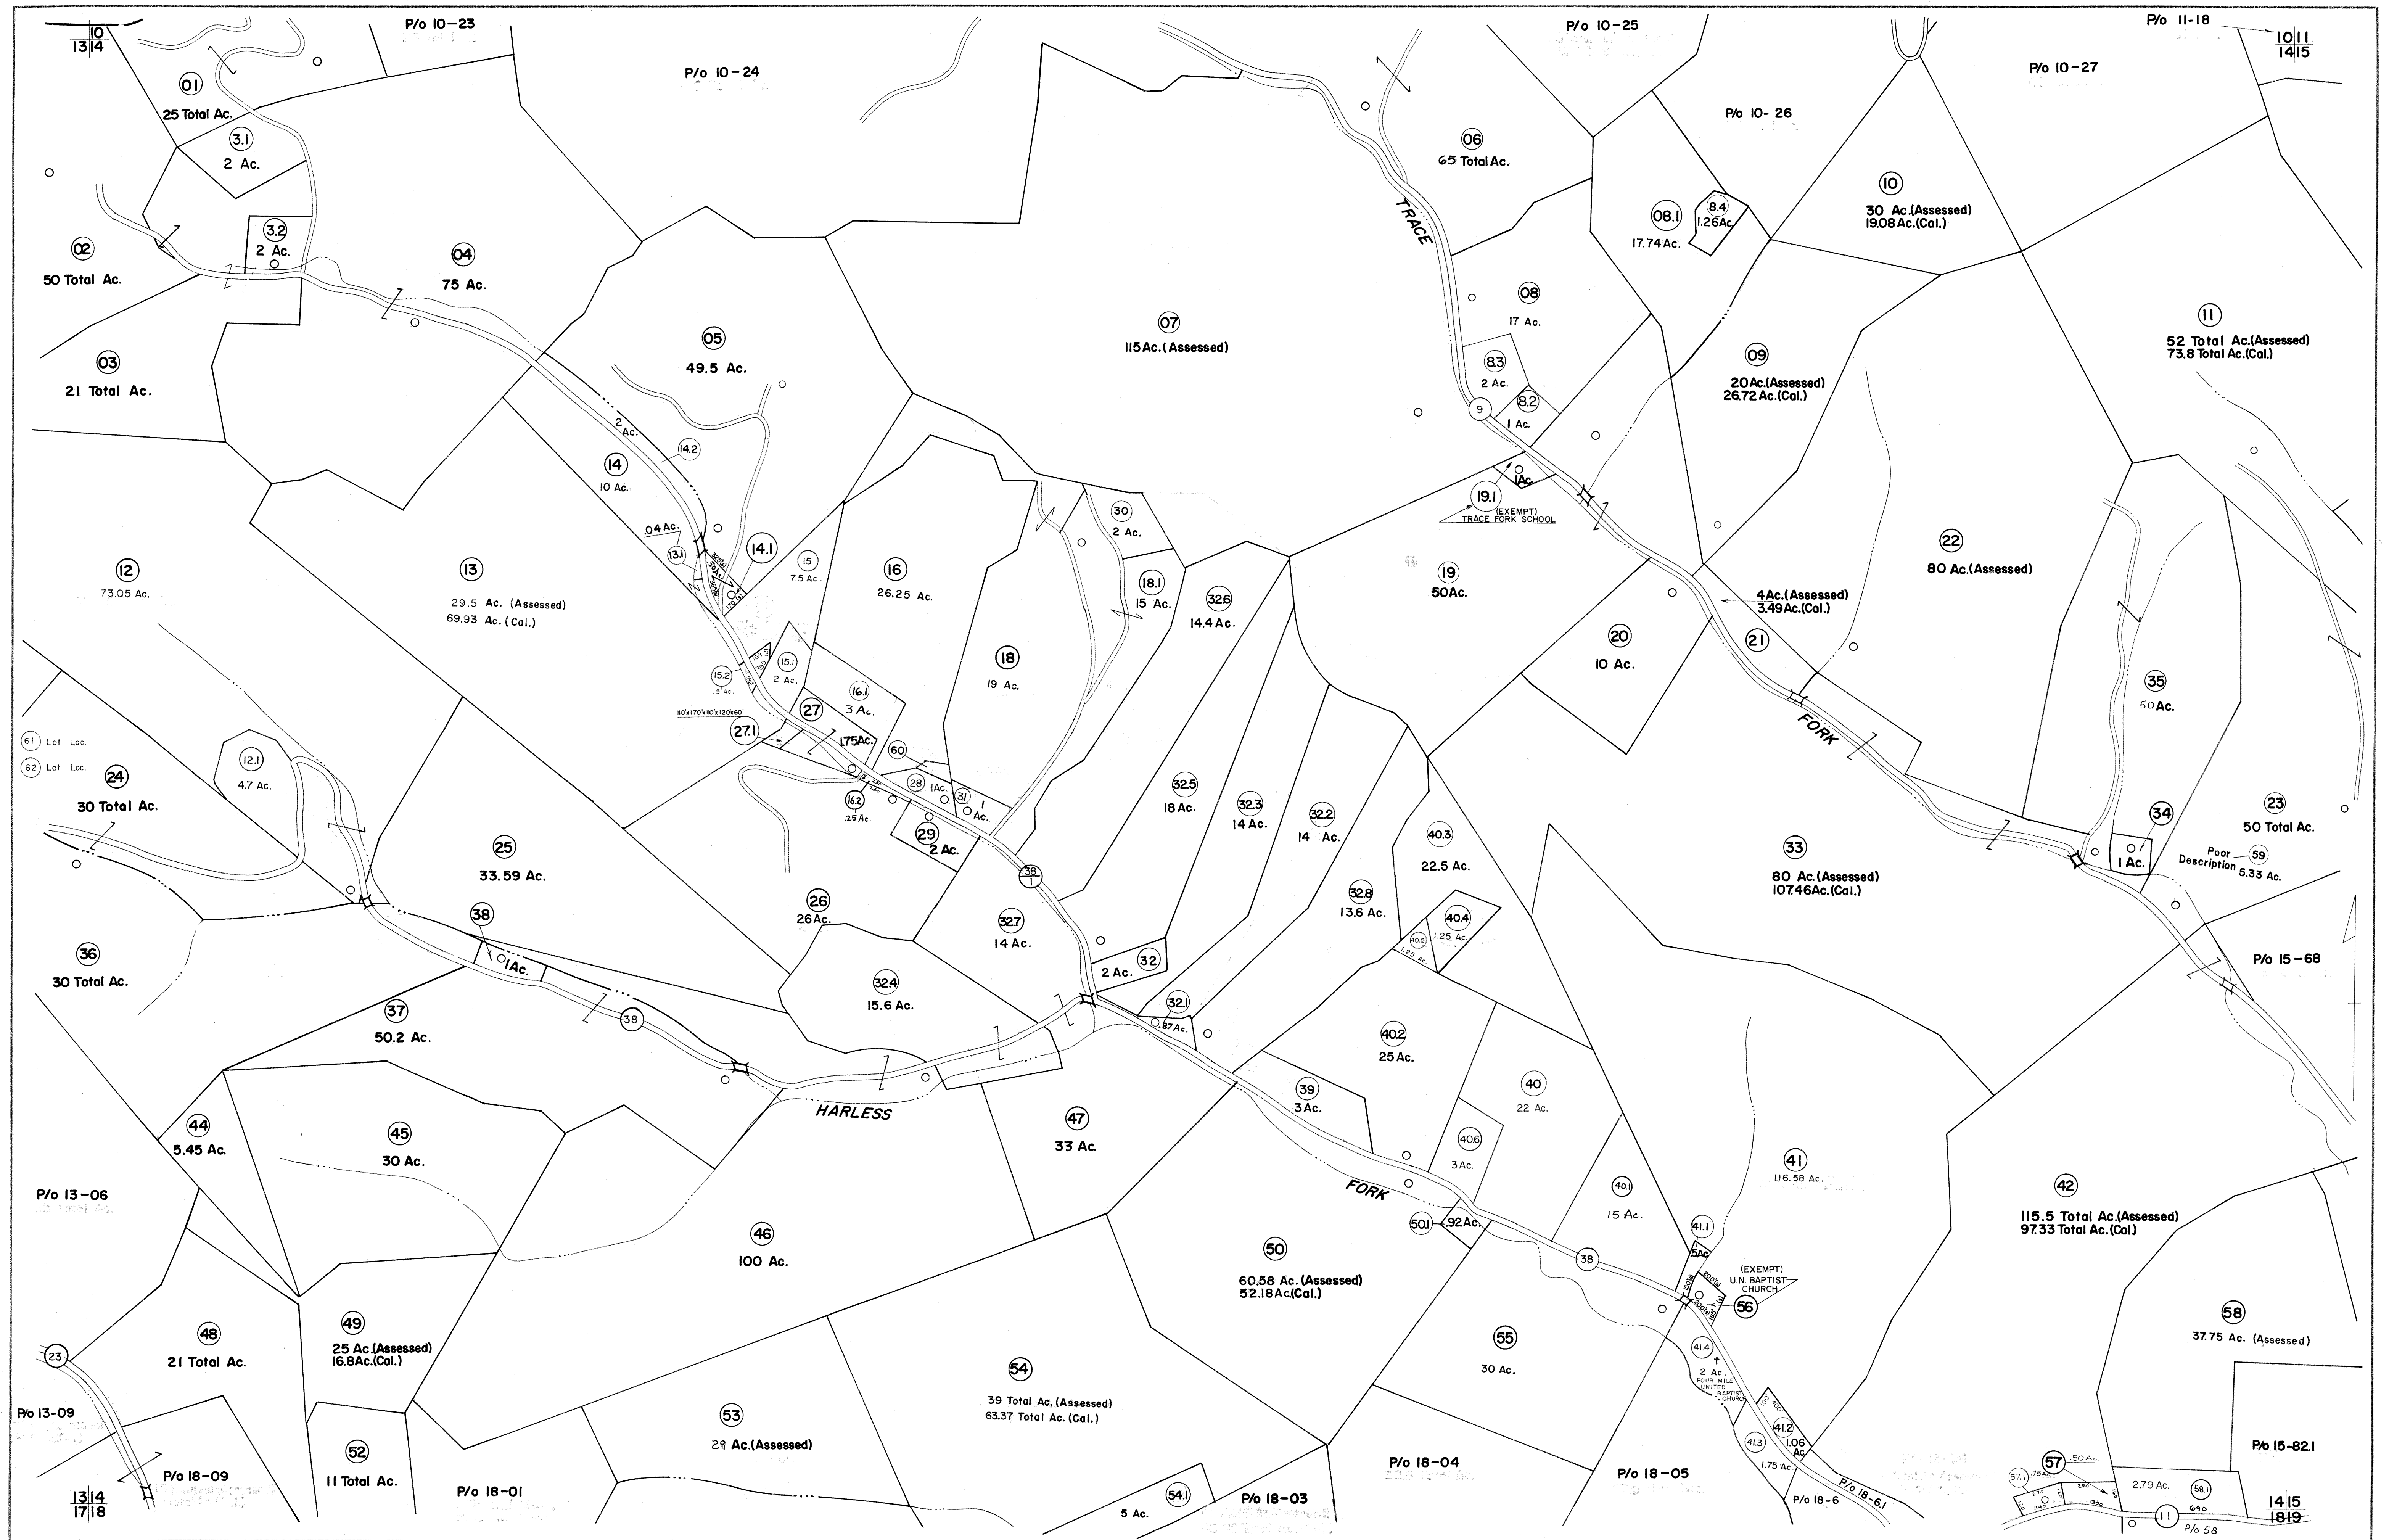 10
13 14
P/o 10-23
P/o 10-24
P/o 10-25
P/o 11-18
10 11
14 15
P/o 10-27
P/o 10-26
01
25 Total Ac.
3.1
2 Ac.
3.2
2 Ac.
02
50 Total Ac.
03
21 Total Ac.
04
75 Ac.
05
49.5 Ac.
06
65 Total Ac.
07
115 Ac. (Assessed)
TRACE
08.1
17.74 Ac.
8.4
1.26 Ac.
10
30 Ac. (Assessed)
19.08 Ac. (Cal.)
08
17 Ac.
8.3
2 Ac.
8.2
1 Ac.
9
09
20 Ac. (Assessed)
26.72 Ac. (Cal.)
11
52 Total Ac. (Assessed)
73.8 Total Ac. (Cal.)
2 Ac.
14.2
14
10 Ac.
.04 Ac.
13.1
14.1
15
7.5 Ac.
12
73.05 Ac.
13
29.5 Ac. (Assessed)
69.93 Ac. (Cal.)
16
26.25 Ac.
30
2 Ac.
18.1
15 Ac.
32.6
14.4 Ac.
1 Ac.
19.1
(EXEMPT)
TRACE FORK SCHOOL
19
50 Ac.
22
80 Ac. (Assessed)
4 Ac. (Assessed)
3.49 Ac. (Cal.)
21
20
10 Ac.
15.2
.5 Ac.
15.1
2 Ac.
16.1
3 Ac.
18
19 Ac.
35
50 Ac.
110'x170'x110'x120'x60'
27.1
27
1.75 Ac.
FORK
61 Lot Loc.
62 Lot Loc.
24
30 Total Ac.
12.1
4.7 Ac.
60
28
1 Ac.
31
1 Ac.
16.2
.25 Ac.
29
2 Ac.
32.5
18 Ac.
32.3
14 Ac.
32.2
14 Ac.
40.3
22.5 Ac.
34
1 Ac.
23
50 Total Ac.
Poor
Description
59
5.33 Ac.
25
33.59 Ac.
38
1
33
80 Ac. (Assessed)
107.46 Ac. (Cal.)
26
26 Ac.
32.7
14 Ac.
32.8
13.6 Ac.
40.4
1.25 Ac.
40.5
1.25 Ac.
38
1 Ac.
36
30 Total Ac.
2 Ac.
32
P/o 15-68
37
50.2 Ac.
38
32.4
15.6 Ac.
32.1
.87 Ac.
40.2
25 Ac.
39
3 Ac.
40
22 Ac.
HARLESS
47
33 Ac.
44
5.45 Ac.
45
30 Ac.
40.6
3 Ac.
FORK
40.1
15 Ac.
41
116.58 Ac.
P/o 13-06
42
115.5 Total Ac. (Assessed)
97.33 Total Ac. (Cal.)
50.1
.92 Ac.
46
100 Ac.
50
60.58 Ac. (Assessed)
52.18 Ac. (Cal.)
38
41.1
.5 Ac
(EXEMPT)
U.N. BAPTIST
CHURCH
56
48
21 Total Ac.
49
25 Ac. (Assessed)
16.8 Ac. (Cal.)
23
55
30 Ac.
41.4
2 Ac.
FOUR MILE
UNITED
BAPTIST
CHURCH
58
37.75 Ac. (Assessed)
54
39 Total Ac. (Assessed)
63.37 Total Ac. (Cal.)
P/o 13-09
53
29 Ac. (Assessed)
52
11 Total Ac.
41.2
1.06 Ac.
41.3
1.75 Ac.
P/o 15-82.1
P/o 18-09
P/o 18-01
54.1
5 Ac.
P/o 18-03
P/o 18-04
P/o 18-05
P/o 18-6
P/o 18-6.1
57
.50 Ac.
57.1
.75 Ac.
2.79 Ac.
58.1
690
11
P/o 58
13 14
17 18
14 15
18 19